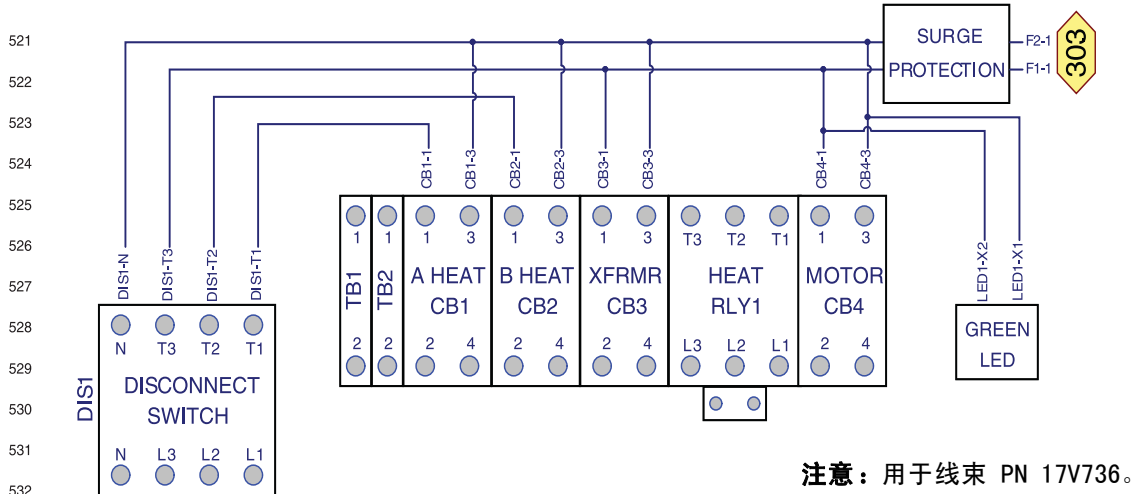 521
522
523
524
525
526
527
528
529
530
531
532
SURGE
PROTECTION
F2-1
F1-1
303
CB1-1
CB1-3
CB2-1
CB2-3
CB3-1
CB3-3
CB4-1
CB4-3
DIS1-N
DIS1-T3
DIS1-T2
DIS1-T1
LED1-X2
LED1-X1
1 1 1 3 1 3 1 3 T3 T2 T1 1 3
TB1
TB2
A HEAT
CB1
B HEAT
CB2
XFRMR
CB3
HEAT
RLY1
MOTOR
CB4
2 2 2 4 2 4 2 4 L3 L2 L1 2 4
GREEN
LED
N T3 T2 T1
DIS1
DISCONNECT
SWITCH
N L3 L2 L1
注意：用于线束 PN 17V736。